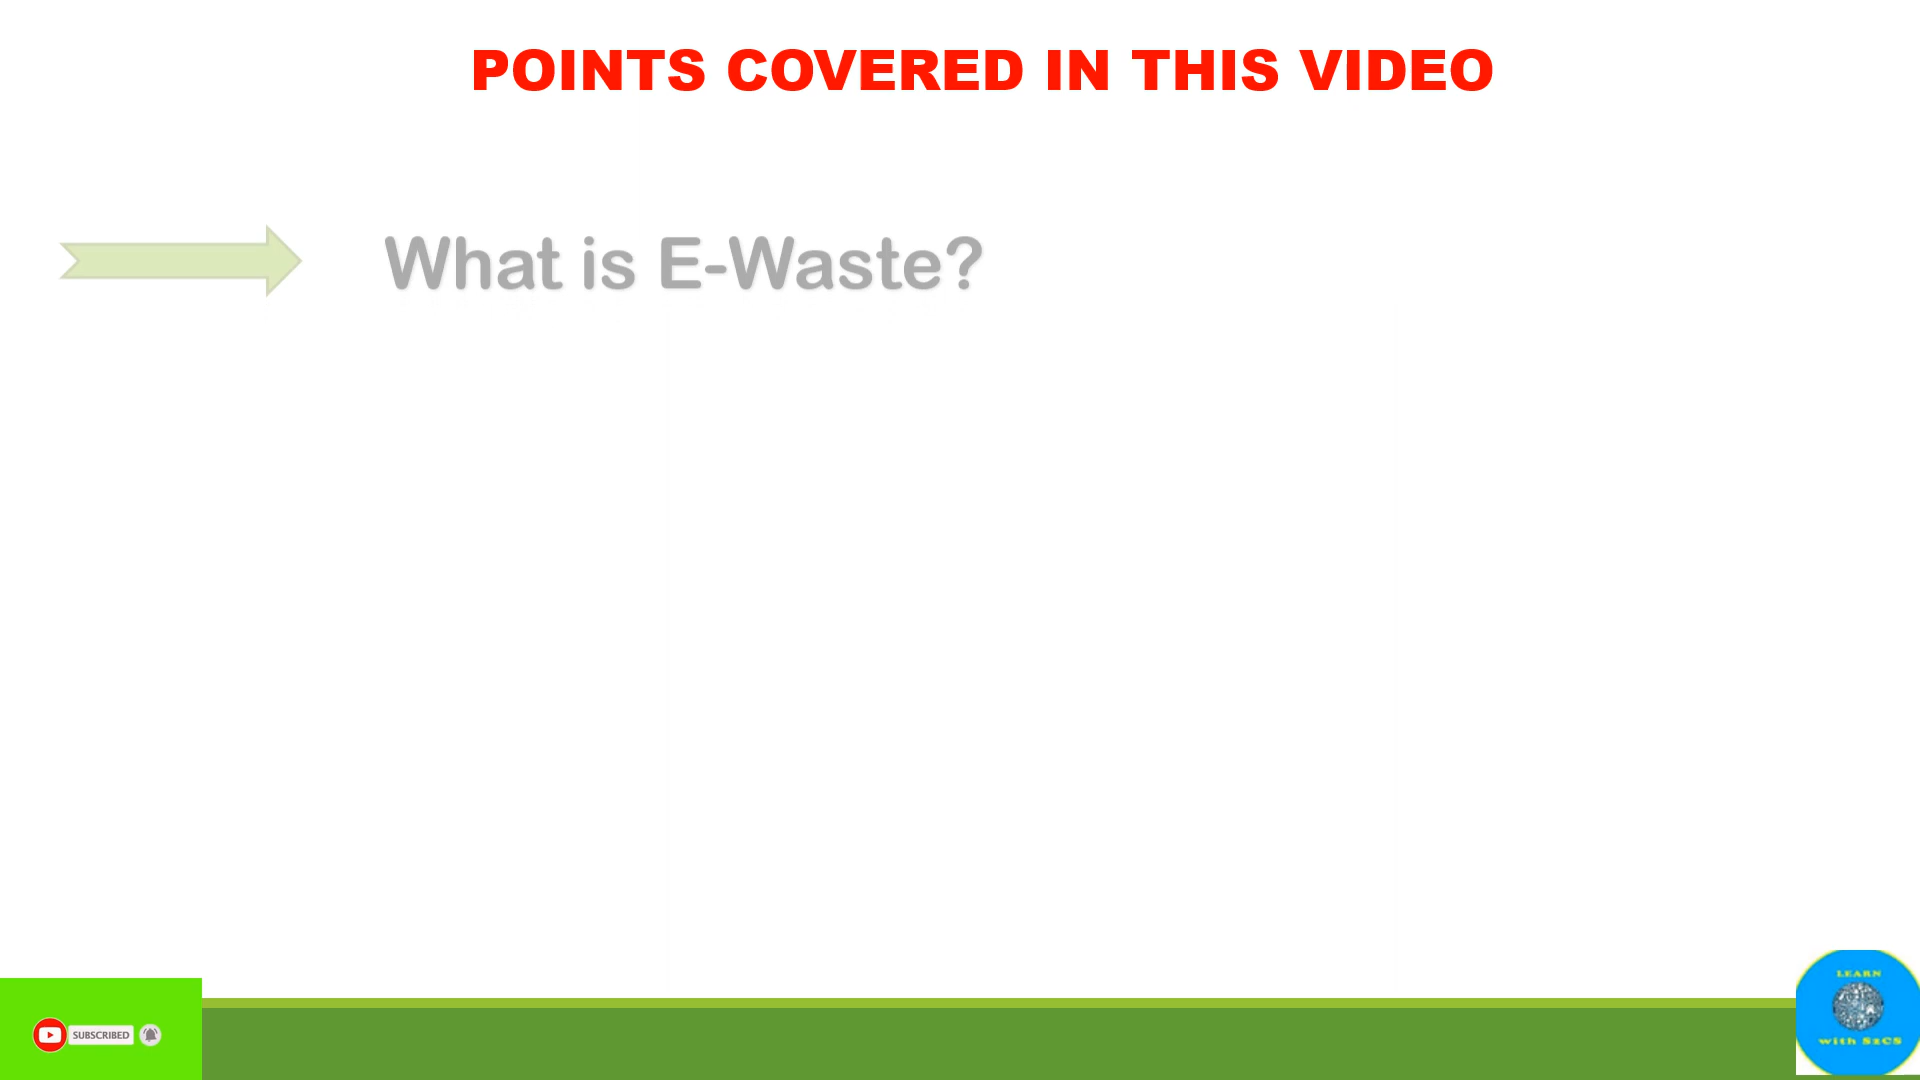 POINTS COVERED IN THIS VIDEO
What is E-Waste?
SUBSCRIBED
LEARN
with SzCS